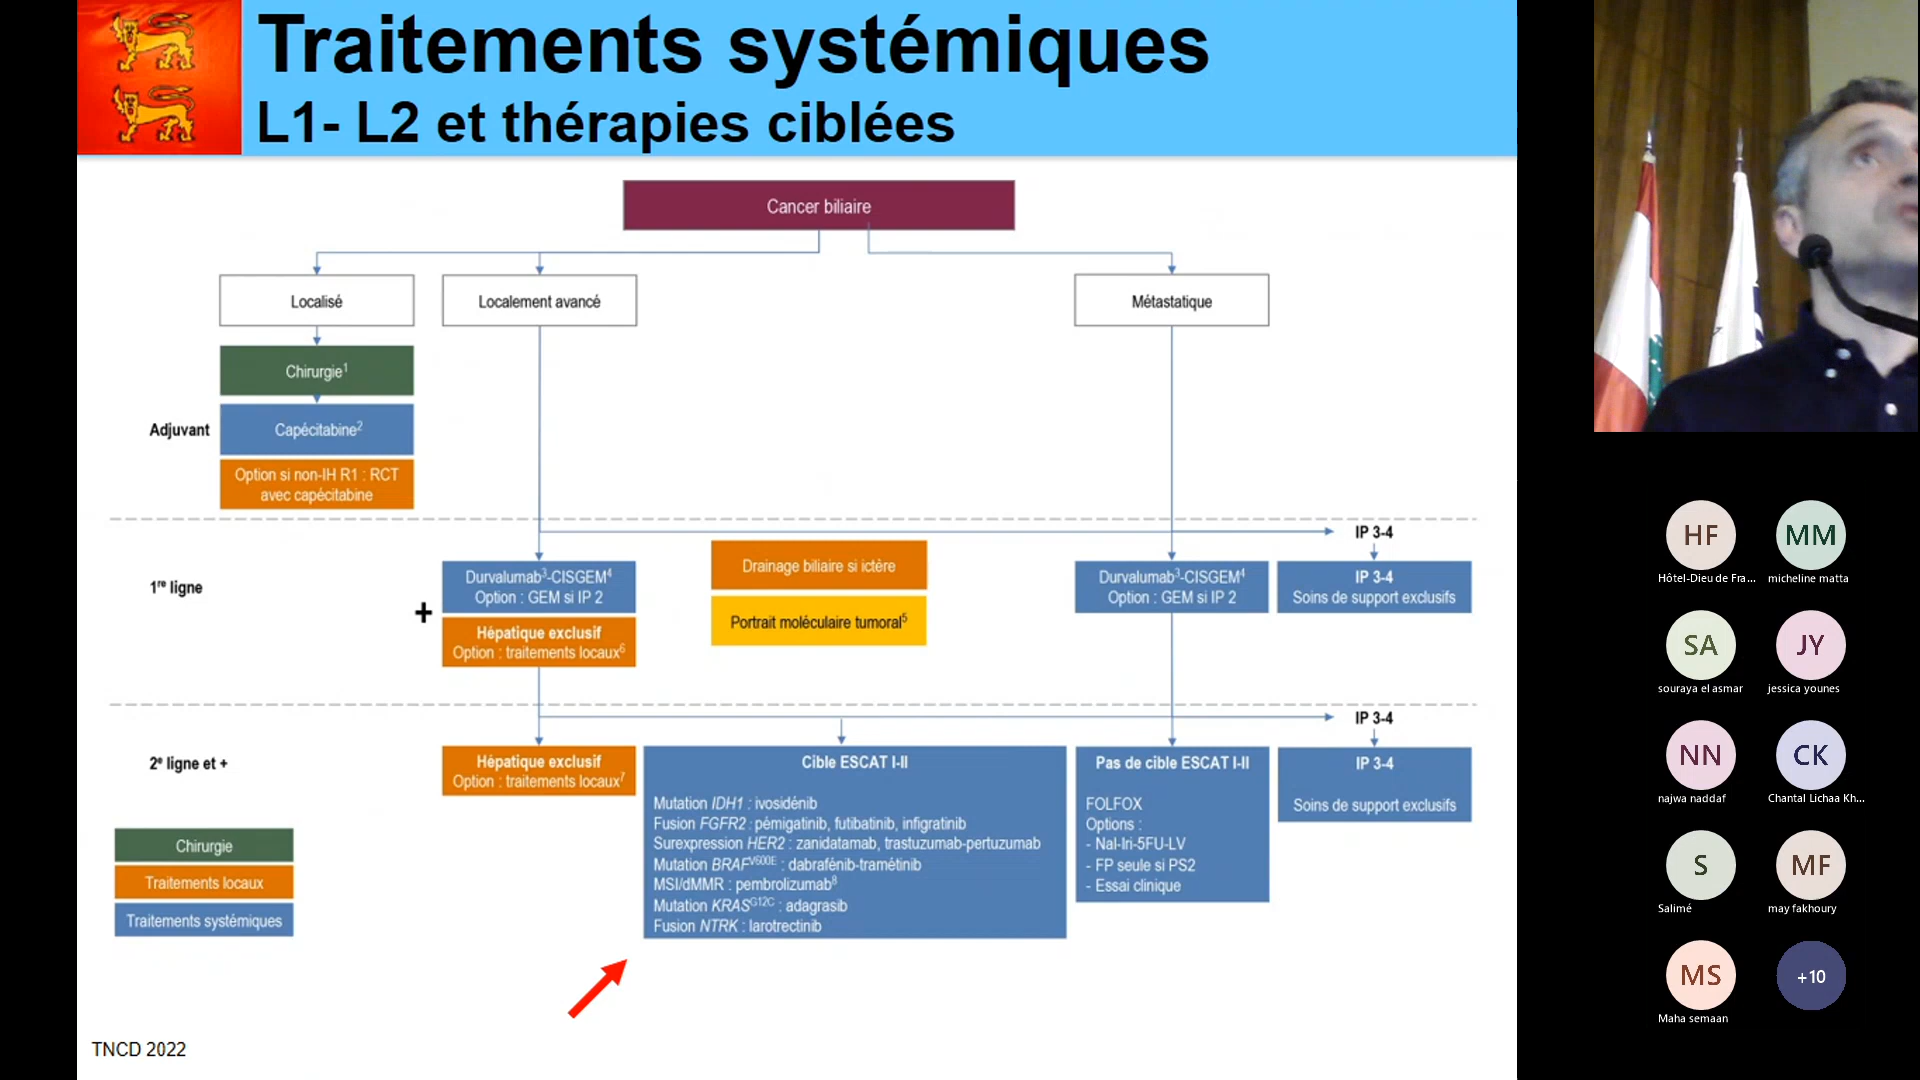 Traitements systémiques
L1- L2 et thérapies ciblées
Cancer biliaire
Localisé
Localement avancé
Métastatique
Chirurgie1
Adjuvant
Capécitabine2
Option si non-IH R1 : RCT
avec capécitabine
IP 3-4
1re ligne
+
Durvalumab3-CISGEM4
Option : GEM si IP 2
Hépatique exclusif
Option : traitements locaux6
Drainage biliaire si ictère
Portrait moléculaire tumoral5
Durvalumab3-CISGEM4
Option : GEM si IP 2
IP 3-4
Soins de support exclusifs
IP 3-4
2e ligne et +
Hépatique exclusif
Option : traitements locaux7
Cible ESCAT I-II
Mutation IDH1 : ivosidénib
Fusion FGFR2 : pémigatinib, futibatinib, infigratinib
Surexpression HER2 : zanidatamab, trastuzumab-pertuzumab
Mutation BRAFV600E : dabrafénib-tramétinib
MSI/dMMR : pembrolizumab8
Mutation KRASG12C : adagrasib
Fusion NTRK : larotrectinib
Pas de cible ESCAT I-II
FOLFOX
Options :
- Nal-Iri-5FU-LV
- FP seule si PS2
- Essai clinique
IP 3-4
Soins de support exclusifs
Chirurgie
Traitements locaux
Traitements systémiques
TNCD 2022
HF
Hôtel-Dieu de Fra...
MM
micheline matta
SA
souraya el asmar
JY
jessica younes
NN
najwa naddaf
CK
Chantal Lichaa Kh...
S
Salimé
MF
may fakhoury
MS
Maha semaan
+10